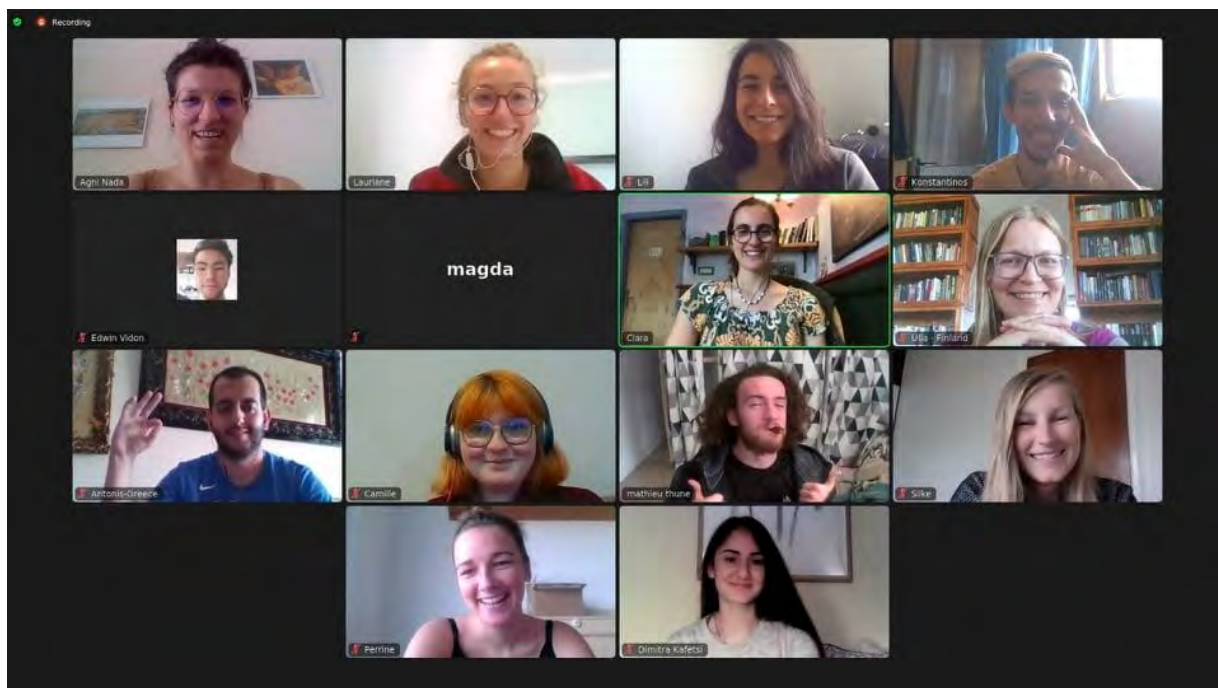 Recording
Agni Nada
Lauriane
Lili
Konstantinos
Edwin Vidon
magda
Clara
Ulla - Finland
Antonis-Greece
Camille
mathieu thune
Silke
Perrine
Dimitra Kafetsi